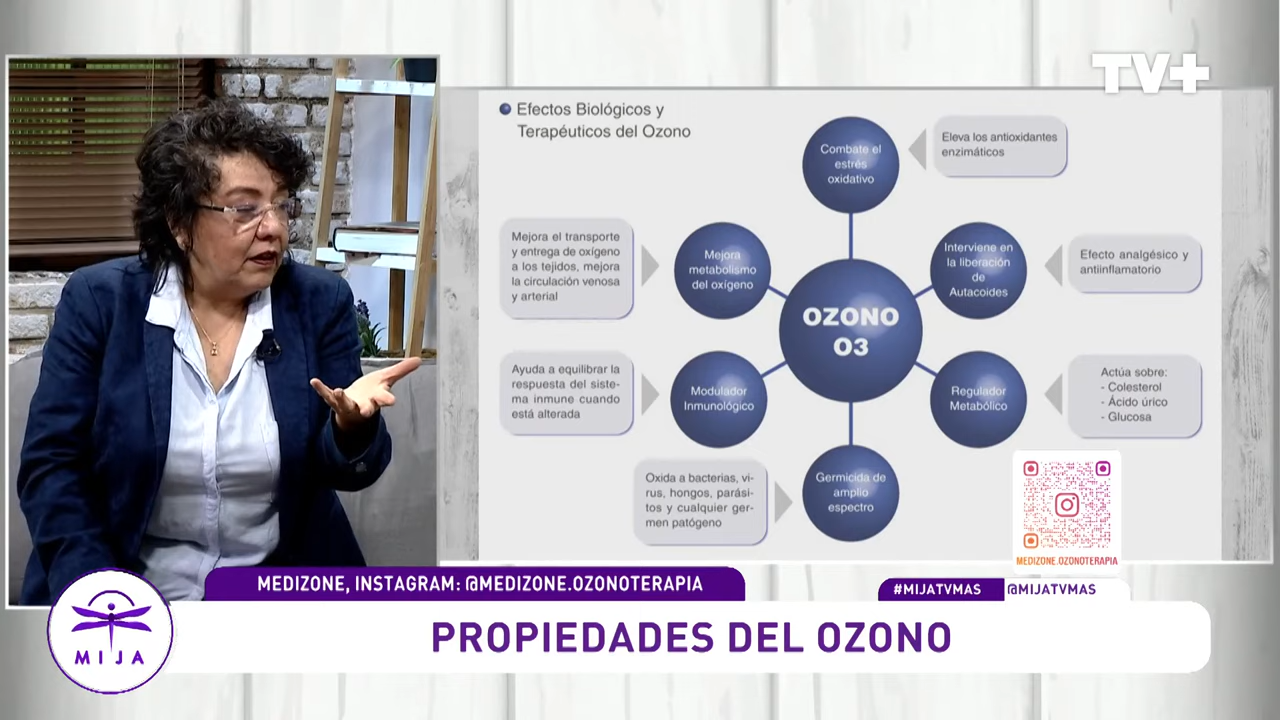 TV+
Efectos Biológicos y
Terapéuticos del Ozono
Combate el
estrés
oxidativo
Eleva los antioxidantes
enzimáticos
Mejora el transporte
y entrega de oxígeno
a los tejidos, mejora
la circulación venosa
y arterial
Mejora
metabolismo
del oxígeno
Interviene en
la liberación
de
Autacoides
Efecto analgésico y
antiinflamatorio
OZONO
O3
Ayuda a equilibrar la
respuesta del siste-
ma inmune cuando
está alterada
Modulador
Inmunológico
Regulador
Metabólico
Actúa sobre:
- Colesterol
- Ácido úrico
- Glucosa
Oxida a bacterias, vi-
rus, hongos, parási-
tos y cualquier ger-
men patógeno
Germicida de
amplio
espectro
MEDIZONE.OZONOTERAPIA
MEDIZONE, INSTAGRAM: @MEDIZONE.OZONOTERAPIA
#MIJATVMAS
@MIJATVMAS
PROPIEDADES DEL OZONO
MIJA